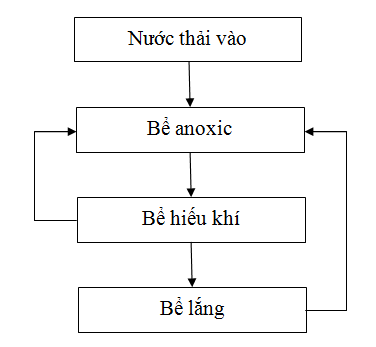 Nước thải vào
Bể anoxic
Bể hiếu khí
Bể lắng